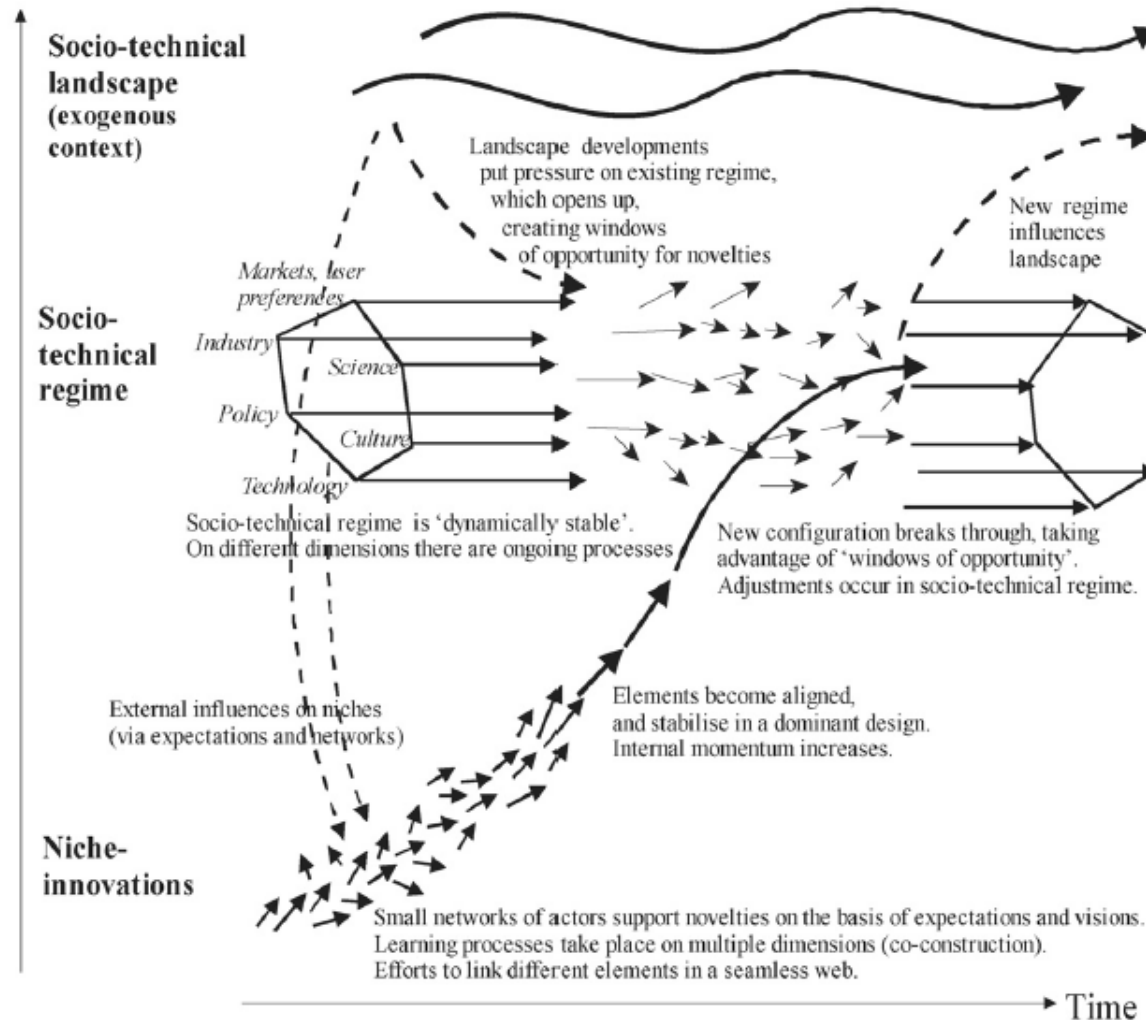 Socio-technical
landscape
(exogenous
context)
Landscape developments
put pressure on existing regime,
which opens up,
creating windows
of opportunity for novelties
New regime
influences
landscape
Markets, user
preferences
Socio-
technical
regime
Industry
Science
Policy
Culture
Technology
Socio-technical regime is ‘dynamically stable’.
On different dimensions there are ongoing processes
New configuration breaks through, taking
advantage of ‘windows of opportunity’.
Adjustments occur in socio-technical regime.
External influences on niches
(via expectations and networks)
Elements become aligned,
and stabilise in a dominant design.
Internal momentum increases.
Niche-
innovations
Small networks of actors support novelties on the basis of expectations and visions.
Learning processes take place on multiple dimensions (co-construction).
Efforts to link different elements in a seamless web.
Time